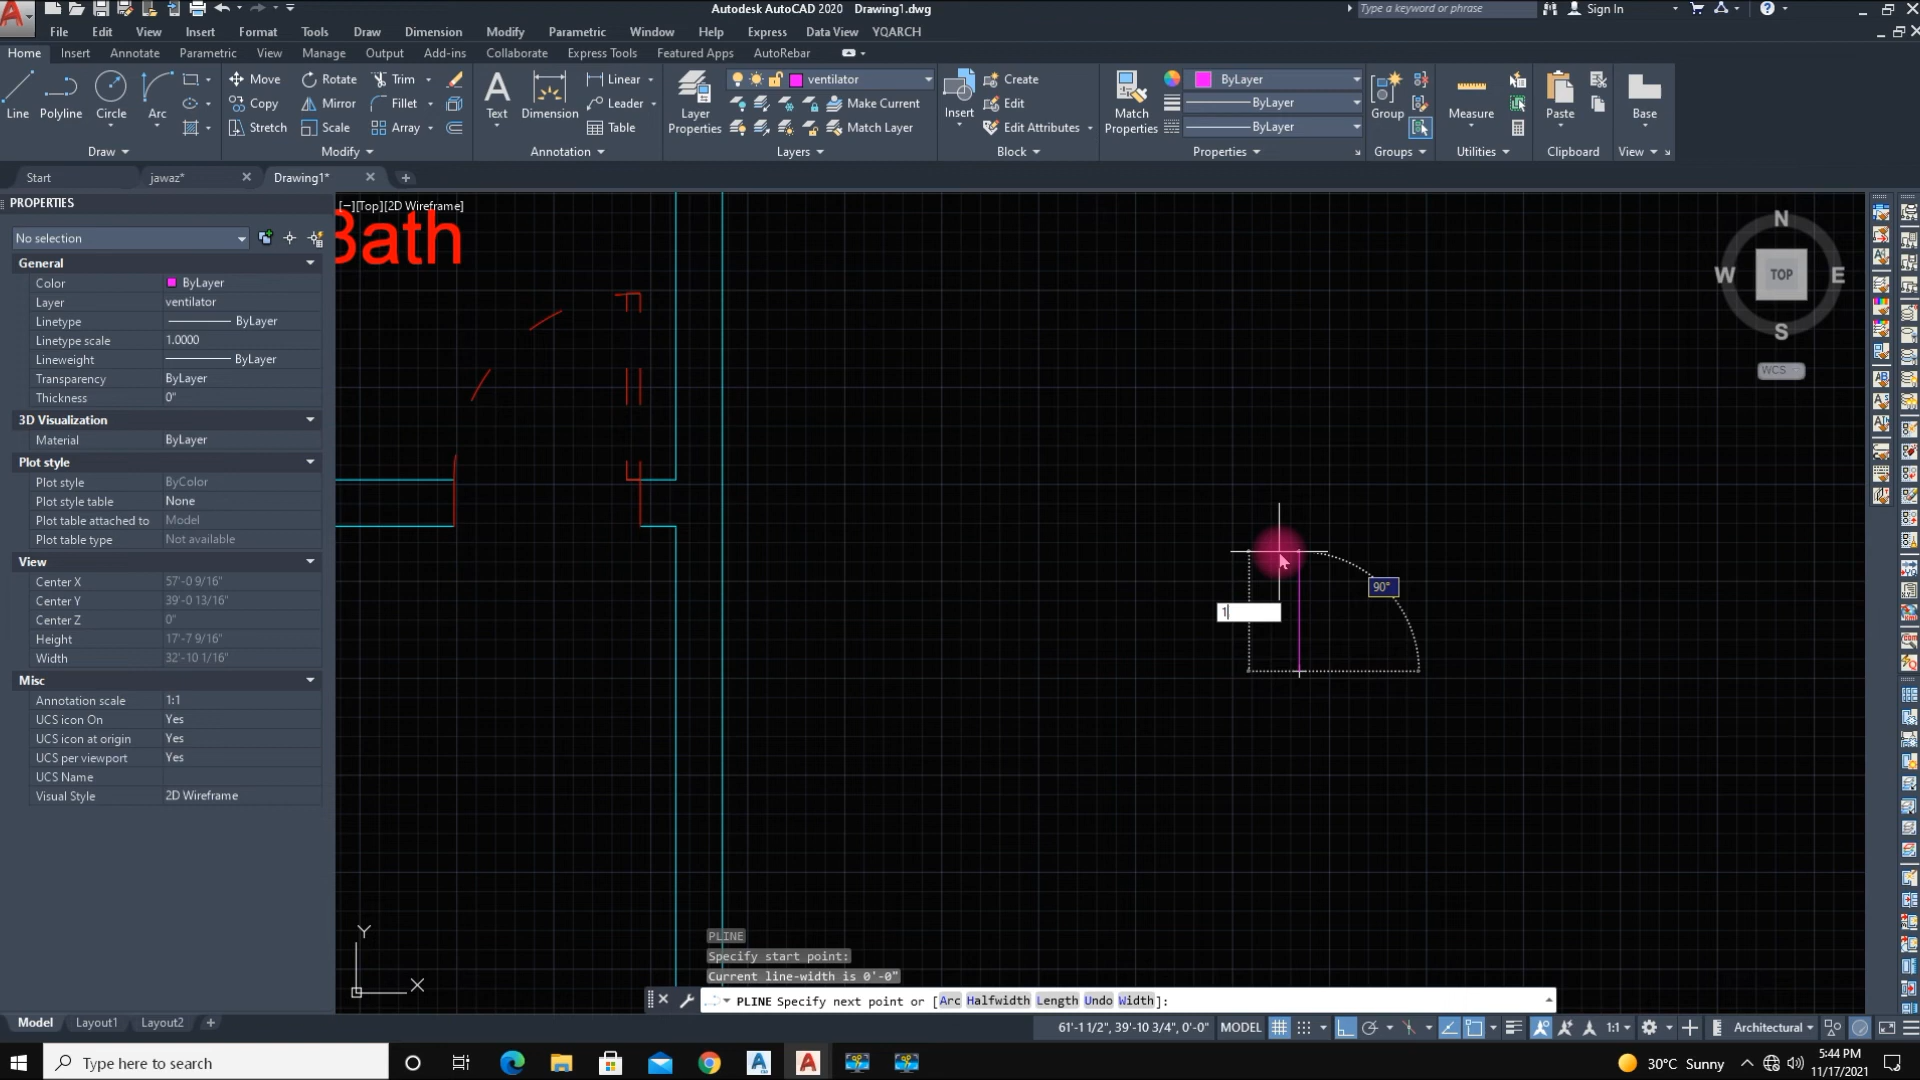 Autodesk AutoCAD 2020 Drawing1.dwg
Type a keyword or phrase
Sign In
File Edit View Insert Format Tools Draw Dimension Modify Parametric Window Help Express Data View YQARCH
Home Insert Annotate Parametric View Manage Output Add-ins Collaborate Express Tools Featured Apps AutoRebar
Line Polyline Circle Arc
Move Rotate Trim
Copy Mirror Fillet
Stretch Scale Array
Text Dimension
Linear
Leader
Table
Layer Properties
ventilator
Make Current
Match Layer
Insert
Create
Edit
Edit Attributes
Match Properties
ByLayer
ByLayer
ByLayer
Group
Measure
Paste
Base
Draw Modify Annotation Layers Block Properties Groups Utilities Clipboard View
Start jawaz* Drawing1*
PROPERTIES
No selection
General
Color ByLayer
Layer ventilator
Linetype ByLayer
Linetype scale 1.0000
Lineweight ByLayer
Transparency ByLayer
Thickness 0"
3D Visualization
Material ByLayer
Plot style
Plot style ByColor
Plot style table None
Plot table attached to Model
Plot table type Not available
View
Center X 57'-0 9/16"
Center Y 39'-0 13/16"
Center Z 0"
Height 17'-7 9/16"
Width 32'-10 1/16"
Misc
Annotation scale 1:1
UCS icon On Yes
UCS icon at origin Yes
UCS per viewport Yes
UCS Name
Visual Style 2D Wireframe
[−][Top][2D Wireframe]
Bath
N
W TOP E
S
WCS
90°
1
Y
X
PLINE
Specify start point:
Current line-width is 0'-0"
PLINE Specify next point or [Arc Halfwidth Length Undo Width]:
Model Layout1 Layout2
61'-1 1/2", 39'-10 3/4", 0'-0" MODEL 1:1 Architectural
Type here to search
30°C Sunny
5:44 PM
11/17/2021